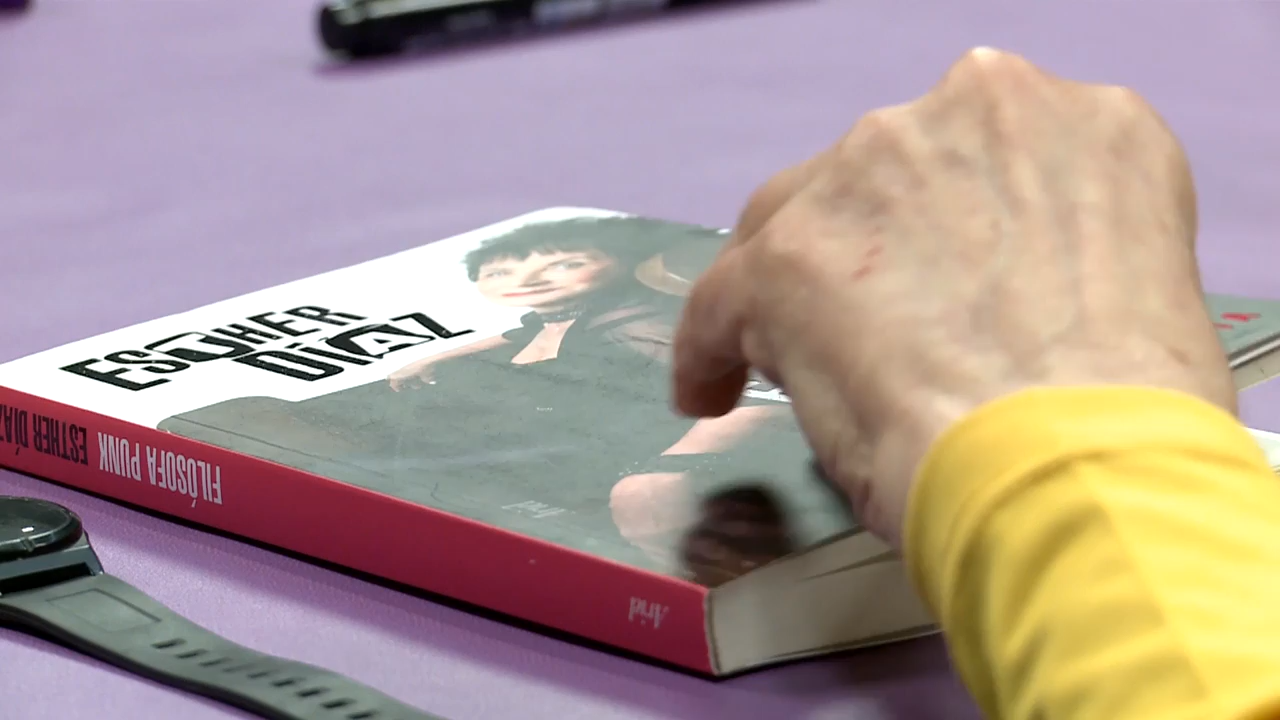 ESTHER
DÍAZ
ESTHER DÍAZ
FILÓSOFA PUNK
Ariel